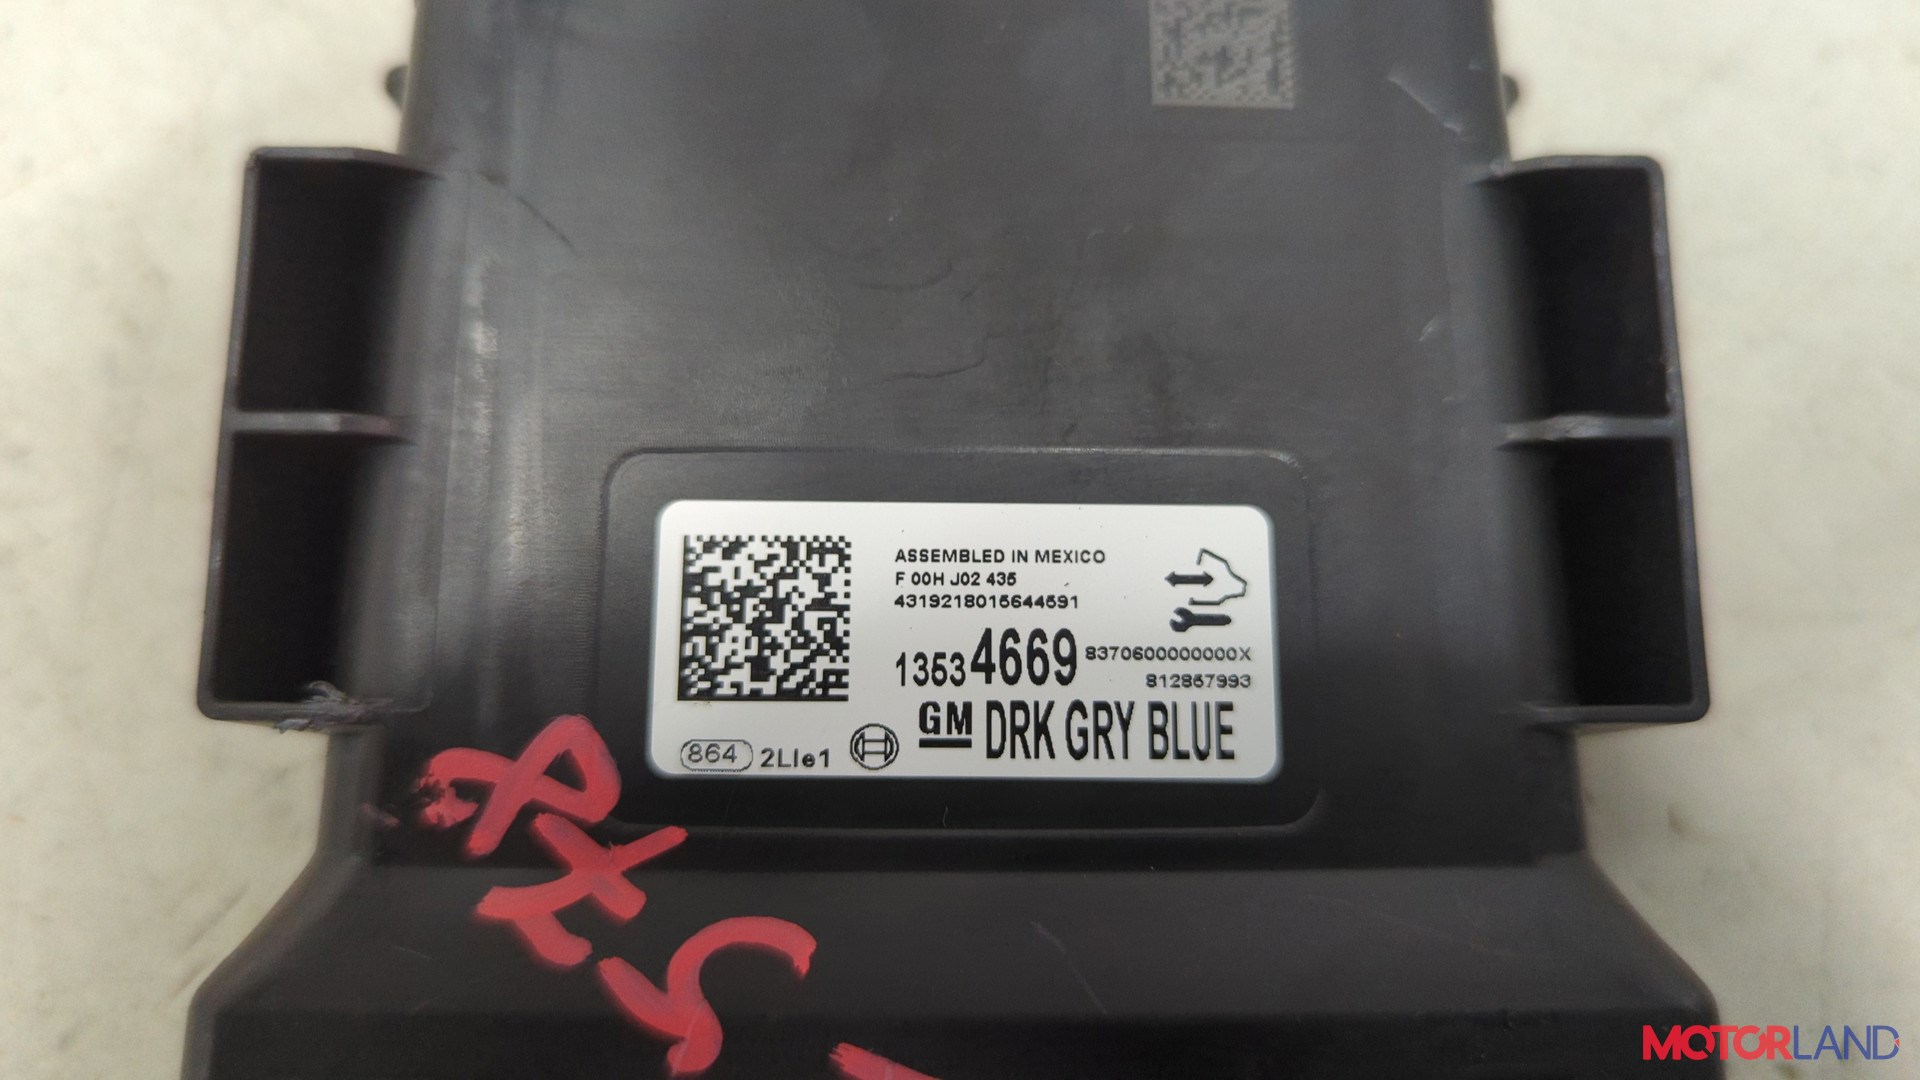 ASSEMBLED IN MEXICO
F 00H J02 435
4319218015644591
13534669
8370600000000X
812867993
GM DRK GRY BLUE
864 2LIe1
MOTORLAND